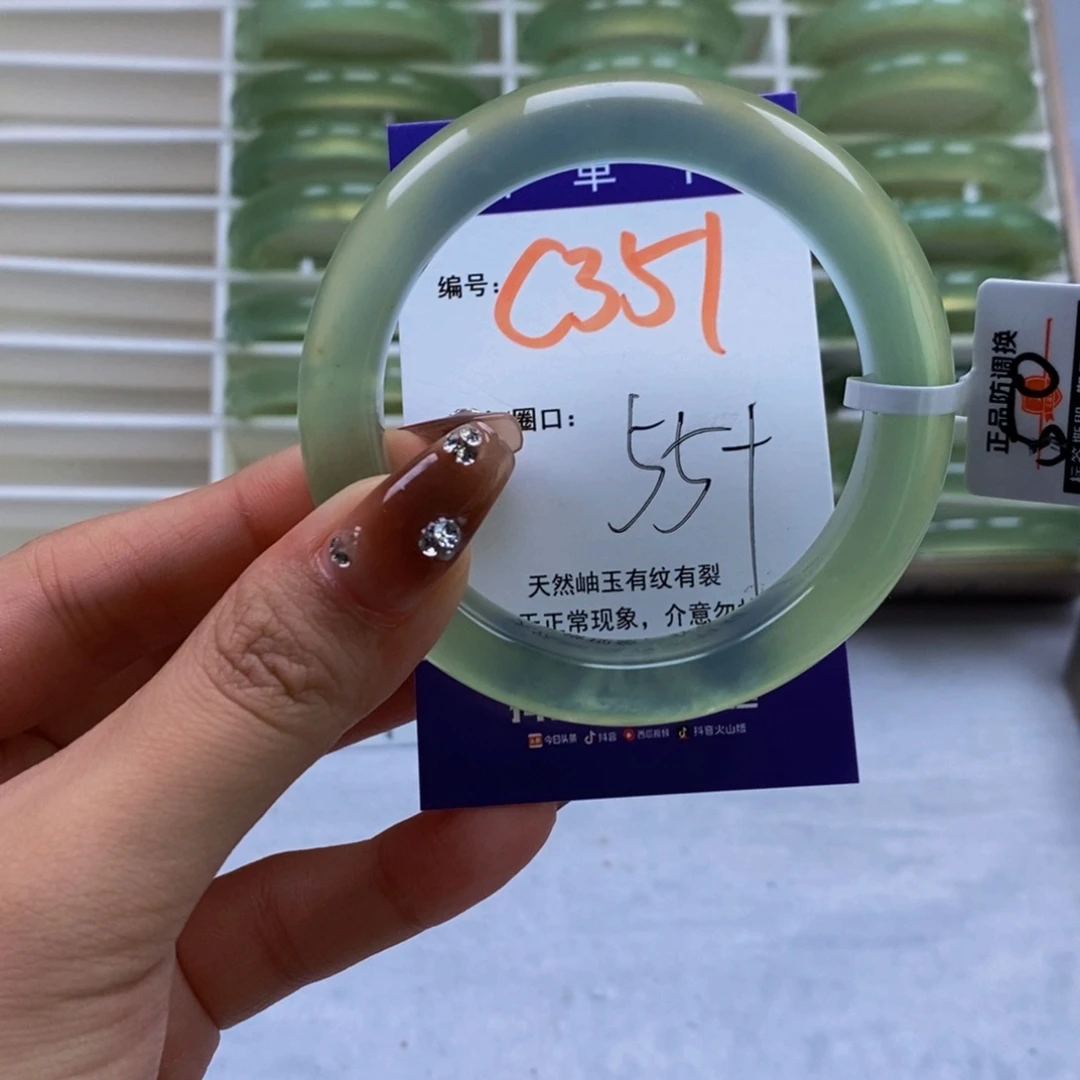 单
编号：C351
圈口：55+
天然岫玉有纹有裂
正常现象，介意勿
今日头条 抖音 西瓜视频 抖音火山版
正品防调换
50